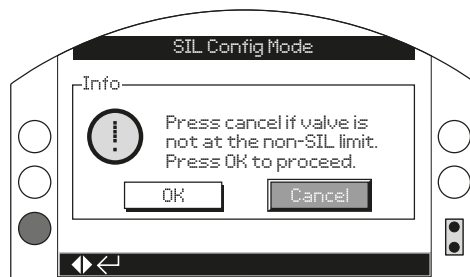 SIL Config Mode
Info
Press cancel if valve is
not at the non-SIL limit.
Press OK to proceed.
OK Cancel